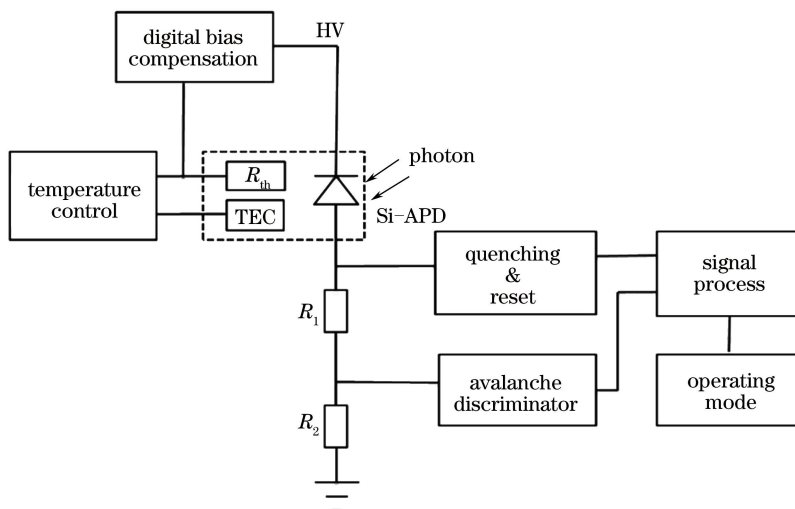 digital bias
compensation
HV
photon
temperature
control
Rth
TEC
Si-APD
quenching
&
reset
signal
process
R1
avalanche
discriminator
operating
mode
R2